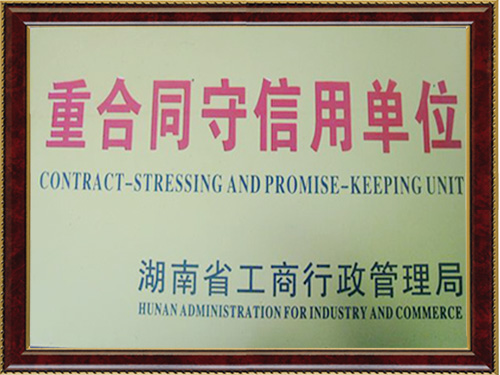 重合同守信用单位
CONTRACT-STRESSING AND PROMISE-KEEPING UNIT
湖南省工商行政管理局
HUNAN ADMINISTRATION FOR INDUSTRY AND COMMERCE